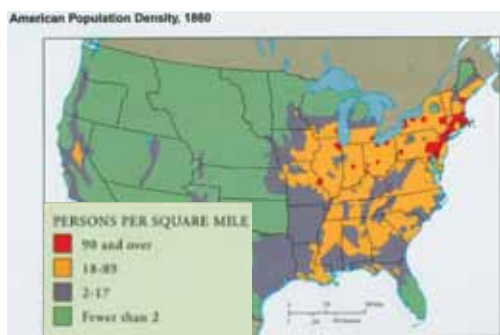 American Population Density, 1860
PERSONS PER SQUARE MILE
90 and over
18-89
2-17
Fewer than 2